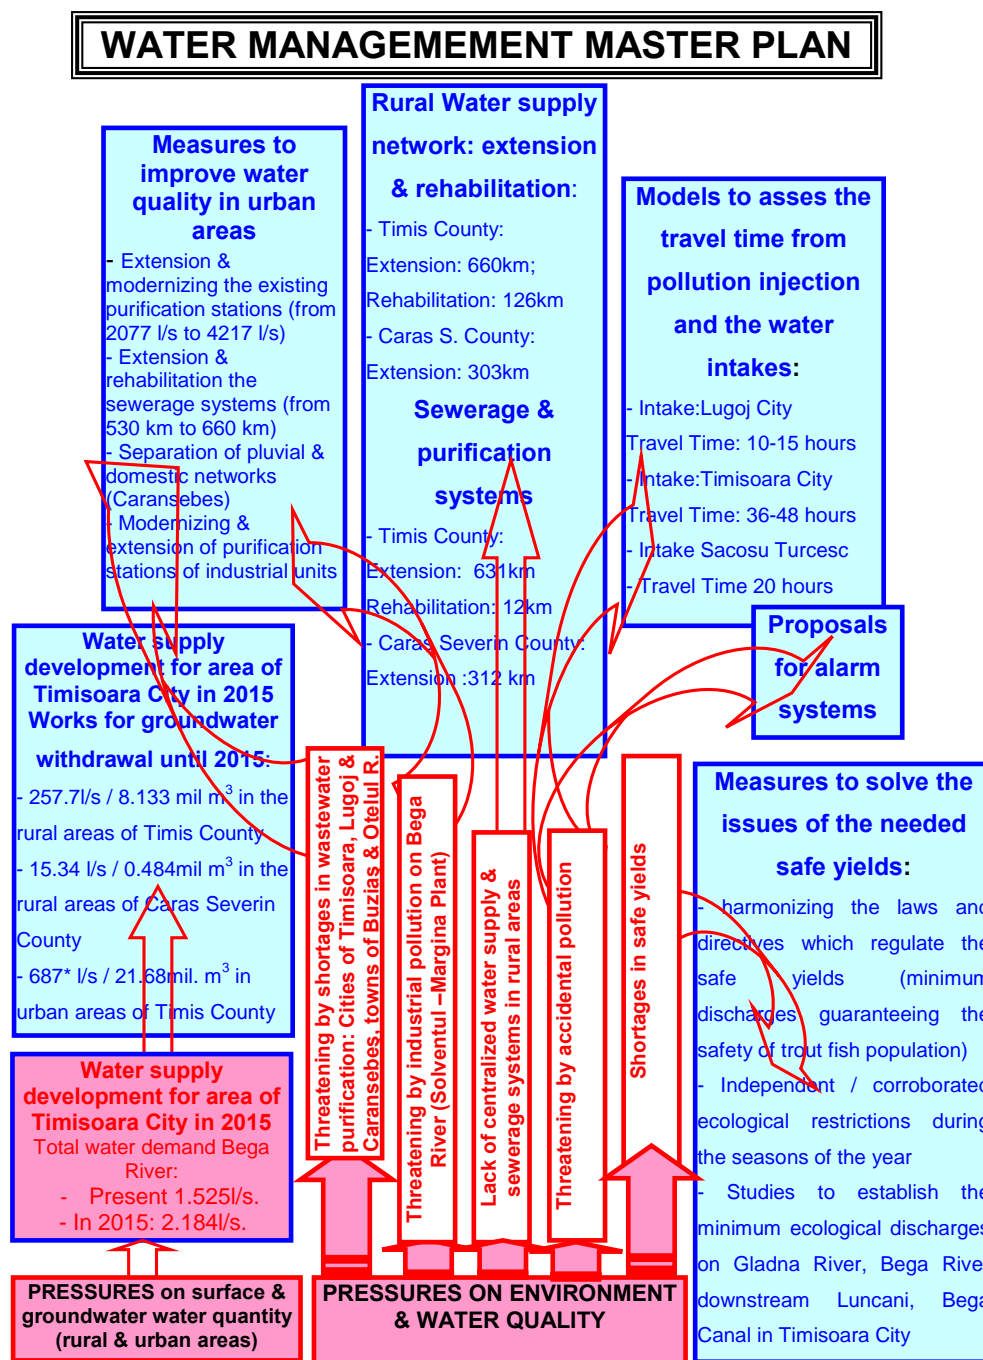 WATER MANAGEMEMENT MASTER PLAN
Measures to
improve water
quality in urban
areas
- Extension &
modernizing the existing
purification stations (from
2077 l/s to 4217 l/s)
- Extension &
rehabilitation the
sewerage systems (from
530 km to 660 km)
- Separation of pluvial &
domestic networks
(Caransebes)
- Modernizing &
extension of purification
stations of industrial units
Rural Water supply
network: extension
& rehabilitation:
- Timis County:
Extension: 660km;
Rehabilitation: 126km
- Caras S. County:
Extension: 303km
Sewerage &
purification
systems
- Timis County:
Extension: 631km
Rehabilitation: 12km
- Caras Severin County:
Extension :312 km
Models to asses the
travel time from
pollution injection
and the water
intakes:
- Intake:Lugoj City
Travel Time: 10-15 hours
- Intake:Timisoara City
Travel Time: 36-48 hours
- Intake Sacosu Turcesc
- Travel Time 20 hours
Proposals
for alarm
systems
Water supply
development for area of
Timisoara City in 2015
Works for groundwater
withdrawal until 2015:
- 257.7l/s / 8.133 mil m³ in the
rural areas of Timis County
- 15.34 l/s / 0.484mil m³ in the
rural areas of Caras Severin
County
- 687* l/s / 21.68mil. m³ in
urban areas of Timis County
Water supply
development for area of
Timisoara City in 2015
Total water demand Bega
River:
- Present 1.525l/s.
- In 2015: 2.184l/s.
PRESSURES on surface &
groundwater water quantity
(rural & urban areas)
Threatening by shortages in wastewater
purification: Cities of Timisoara, Lugoj &
Caransebes, towns of Buzias & Otelul R.
Threatening by industrial pollution on Bega
River (Solventul –Margina Plant)
Lack of centralized water supply &
sewerage systems in rural areas
Threatening by accidental pollution
Shortages in safe yields
PRESSURES ON ENVIRONMENT
& WATER QUALITY
Measures to solve the
issues of the needed
safe yields:
- harmonizing the laws and
directives which regulate the
safe yields (minimum
discharges guaranteeing the
safety of trout fish population)
- Independent / corroborated
ecological restrictions during
the seasons of the year
- Studies to establish the
minimum ecological discharges
on Gladna River, Bega River
downstream Luncani, Bega
Canal in Timisoara City